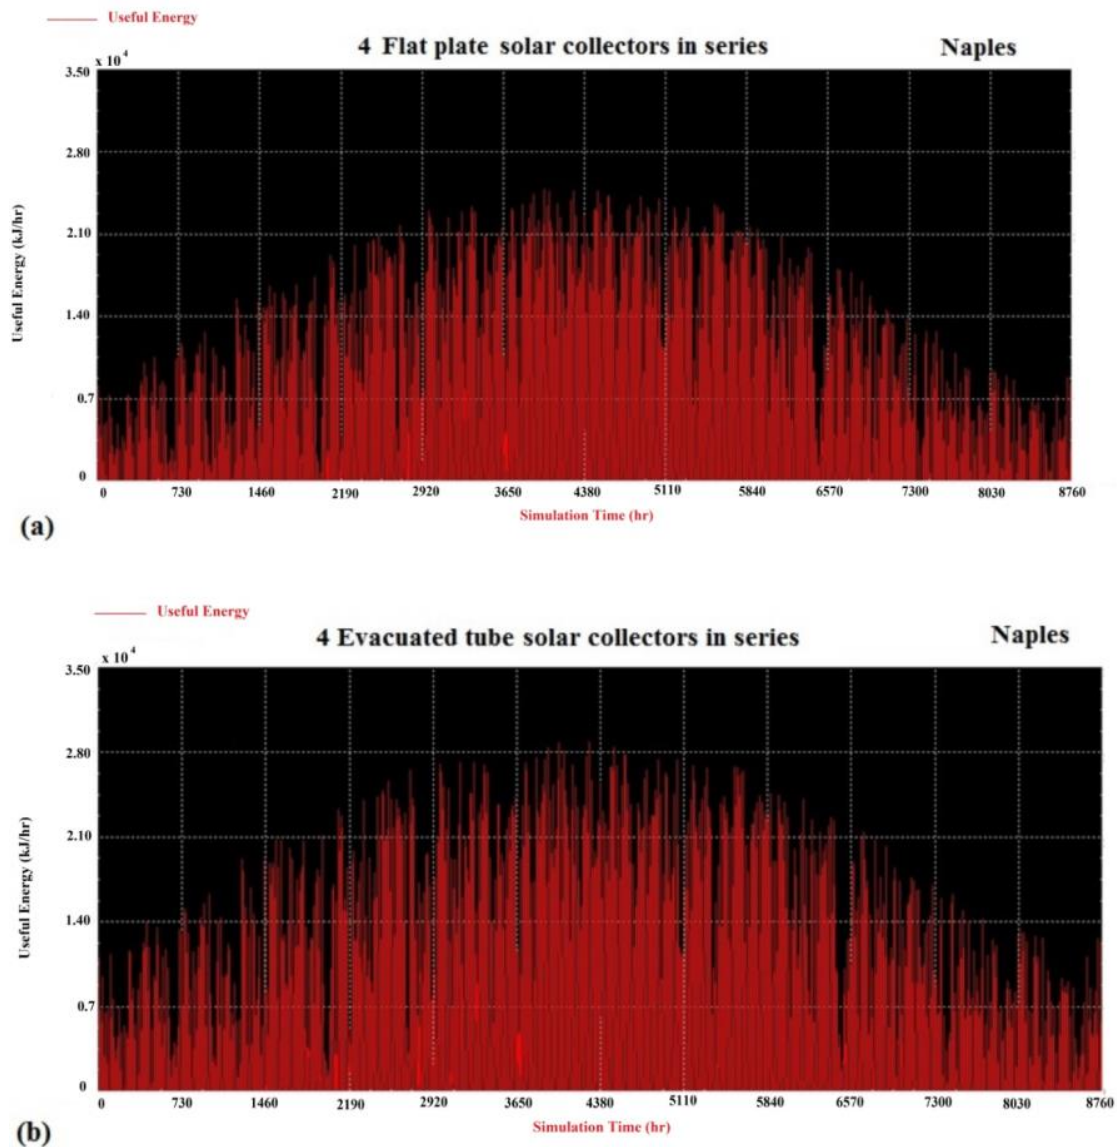 Useful Energy
4 Flat plate solar collectors in series Naples
x 10⁴
3.50
2.80
2.10
1.40
0.7
0
Useful Energy (kJ/hr)
0 730 1460 2190 2920 3650 4380 5110 5840 6570 7300 8030 8760
Simulation Time (hr)
(a)
Useful Energy
4 Evacuated tube solar collectors in series Naples
x 10⁴
3.50
2.80
2.10
1.40
0.7
0
Useful Energy (kJ/hr)
0 730 1460 2190 2920 3650 4380 5110 5840 6570 7300 8030 8760
Simulation Time (hr)
(b)